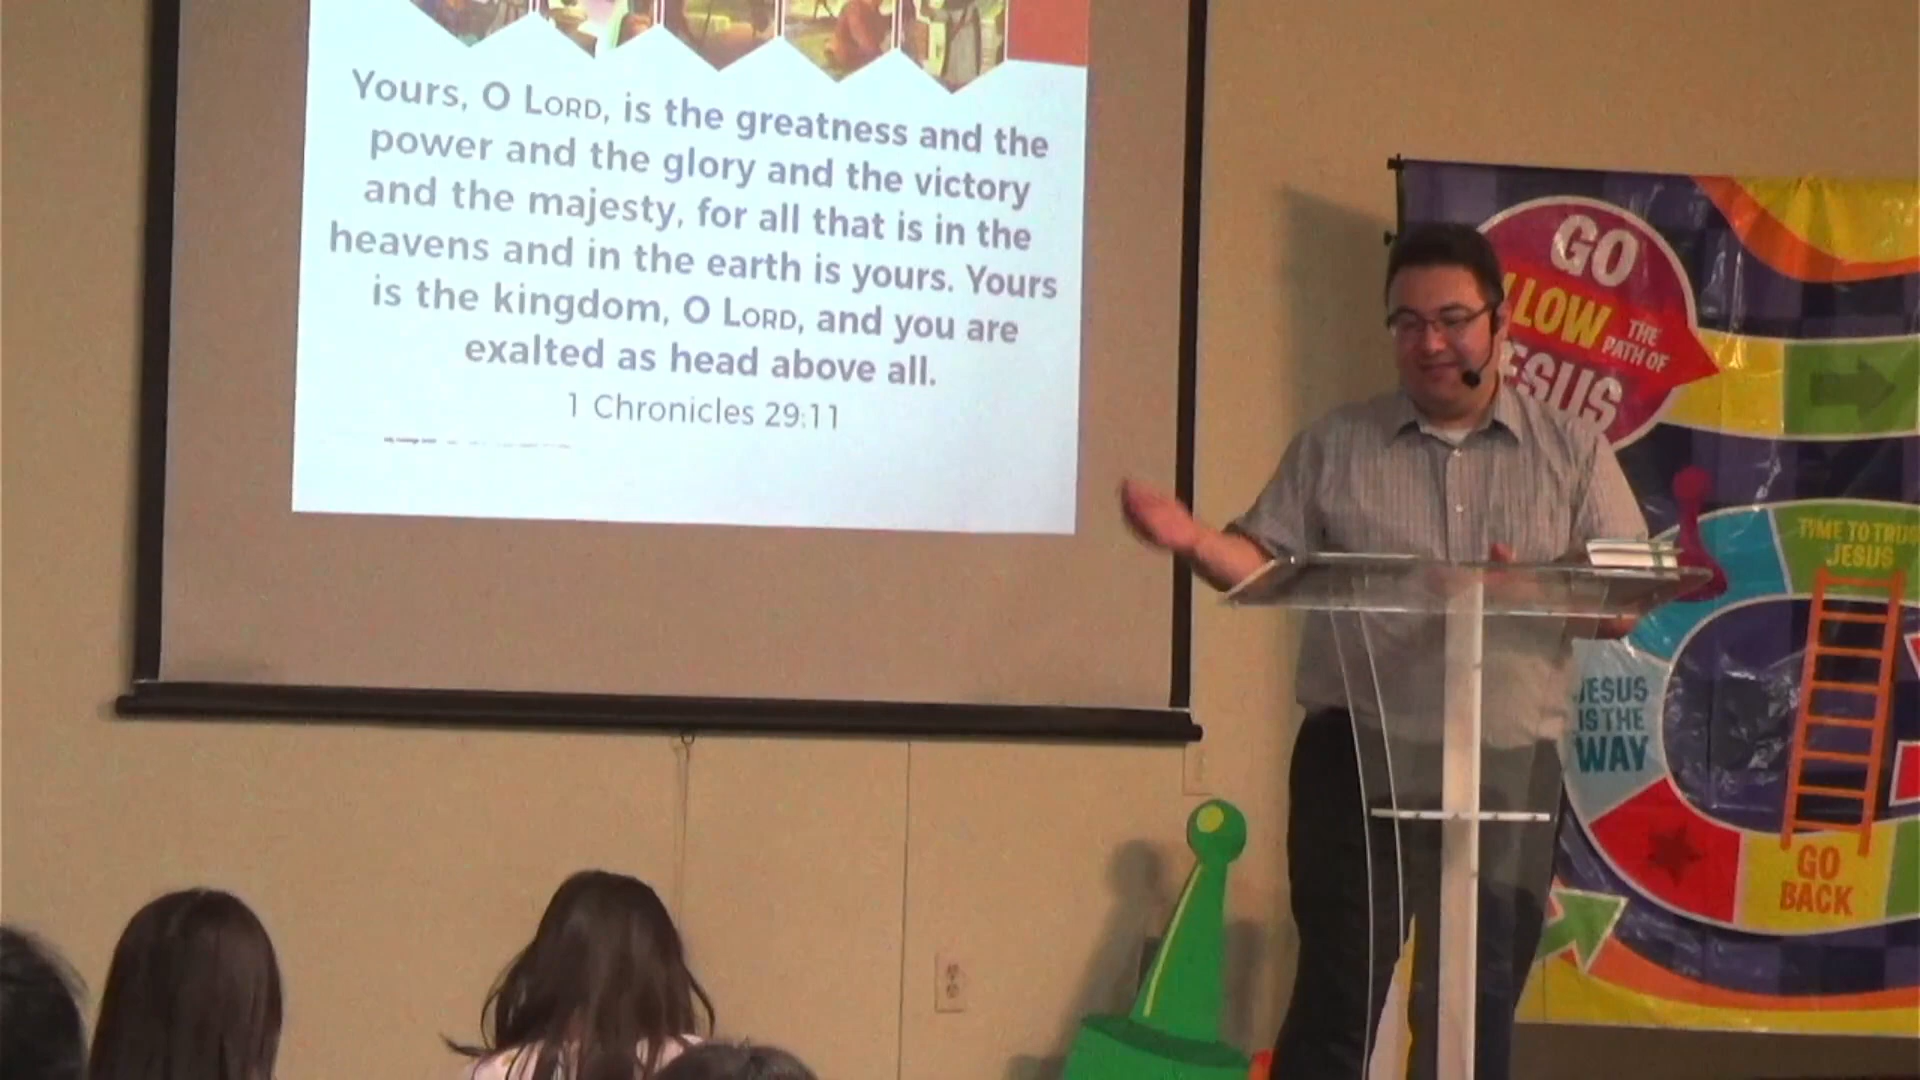 Yours, O LORD, is the greatness and the
power and the glory and the victory
and the majesty, for all that is in the
heavens and in the earth is yours. Yours
is the kingdom, O LORD, and you are
exalted as head above all.
1 Chronicles 29:11
GO
THE
PATH OF
TIME TO
JESUS
JESUS
IS THE
WAY
GO
BACK